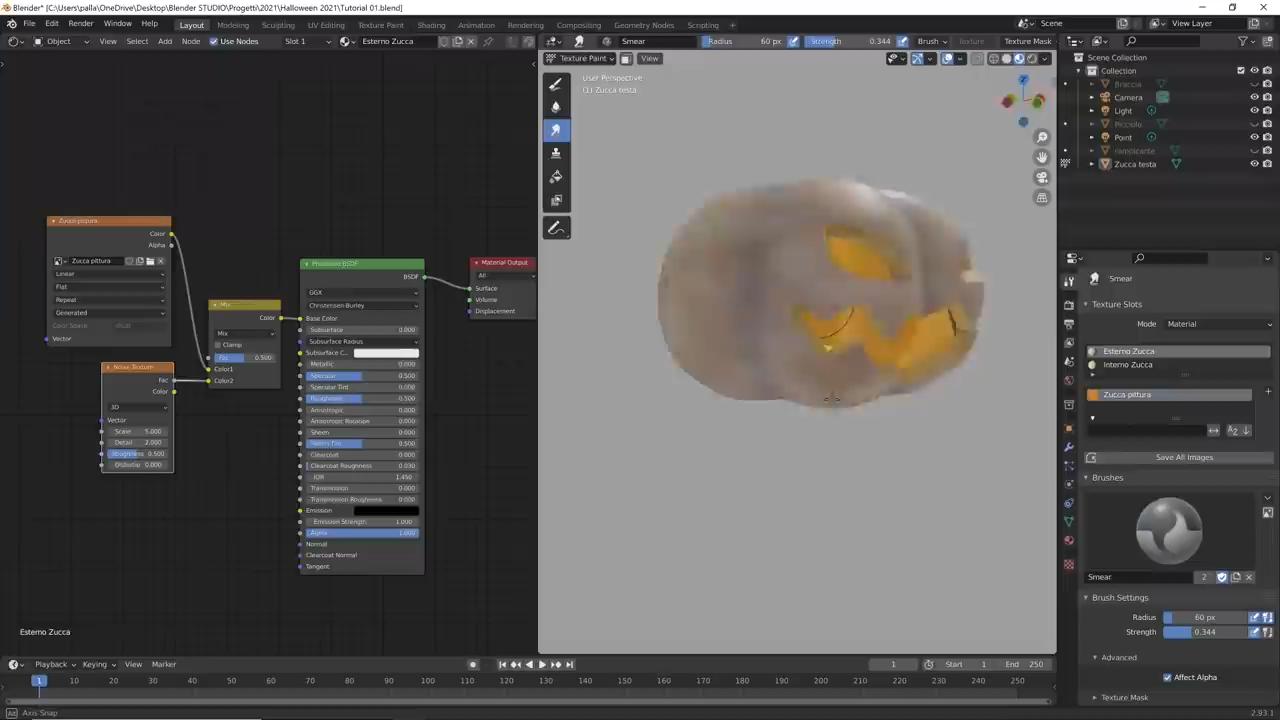 Blender* [C:\Users\palla\OneDrive\Desktop\Blender STUDIO\Progetti\2021\Halloween 2021\Tutorial 01.blend]
File Edit Render Window Help Layout Modeling Sculpting UV Editing Texture Paint Shading Animation Rendering Compositing Geometry Nodes Scripting + Scene View Layer
Object View Select Add Node Use Nodes Slot 1 Esterno Zucca Smear Radius 60 px Strength 0.344 Brush Texture Texture Mask
Texture Paint View
User Perspective
(1) Zucca testa
Scene Collection
Collection
Braccia
Camera
Light
Piccolo
Point
rampicante
Zucca testa
Zucca pittura
Color
Alpha
Zucca pittura
Linear
Flat
Repeat
Generated
Color Space
Vector
Noise Texture
Fac
Color
3D
Vector
Scale 5.000
Detail 2.000
Roughness 0.500
Distortio 0.000
Mix
Color
Mix
Clamp
Fac 0.500
Color1
Color2
Principled BSDF
BSDF
GGX
Christensen-Burley
Base Color
Subsurface 0.000
Subsurface Radius
Subsurface C...
Metallic 0.000
Specular 0.500
Specular Tint 0.000
Roughness 0.500
Anisotropic 0.000
Anisotropic Rotation 0.000
Sheen 0.000
Sheen Tint 0.500
Clearcoat 0.000
Clearcoat Roughness 0.030
IOR 1.450
Transmission 0.000
Transmission Roughness 0.000
Emission
Emission Strength 1.000
Alpha 1.000
Normal
Clearcoat Normal
Tangent
Material Output
All
Surface
Volume
Displacement
Esterno Zucca
Smear
Texture Slots
Mode Material
Esterno Zucca
Interno Zucca
Zucca pittura
Save All Images
Brushes
Smear 2
Brush Settings
Radius 60 px
Strength 0.344
Advanced
Affect Alpha
Texture Mask
Playback Keying View Marker 1 Start 1 End 250
1 10 20 30 40 50 60 70 80 90 100 110 120 130 140 150 160 170 180 190 200 210 220 230 240 250
Axis Snap 2.93.1